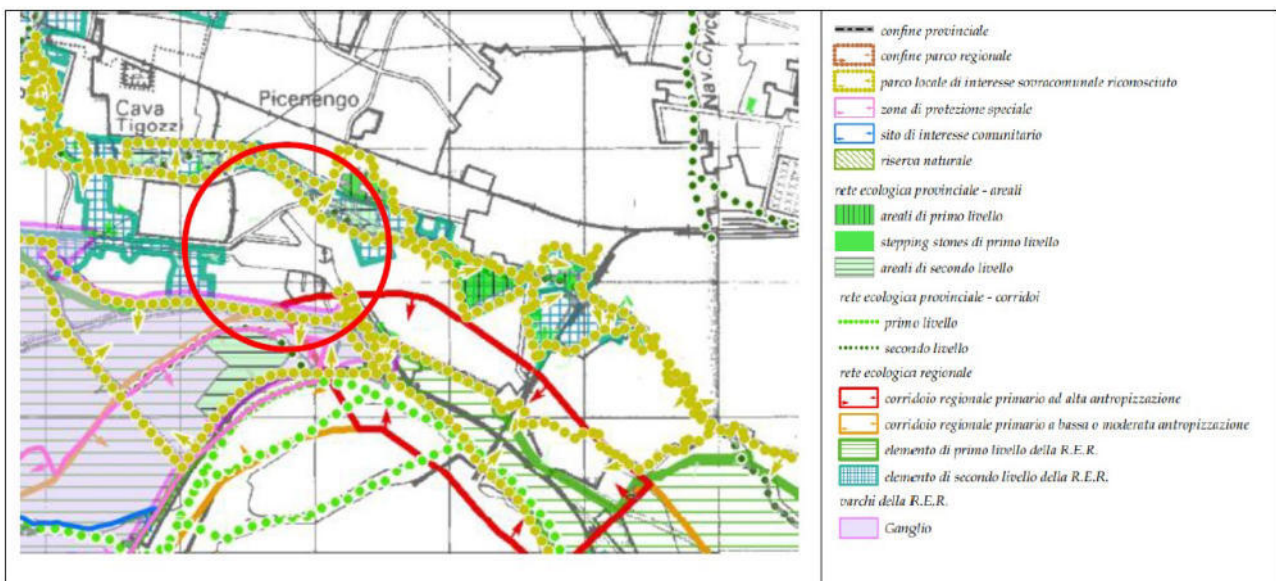 Cava
Tigozzi
Picenengo
Nav. Civico
confine provinciale
confine parco regionale
parco locale di interesse sovracomunale riconosciuto
zona di protezione speciale
sito di interesse comunitario
riserva naturale
rete ecologica provinciale - areali
areali di primo livello
stepping stones di primo livello
areali di secondo livello
rete ecologica provinciale - corridoi
primo livello
secondo livello
rete ecologica regionale
corridoio regionale primario ad alta antropizzazione
corridoio regionale primario a bassa o moderata antropizzazione
elemento di primo livello della R.E.R.
elemento di secondo livello della R.E.R.
varchi della R.E.R.
Ganglio